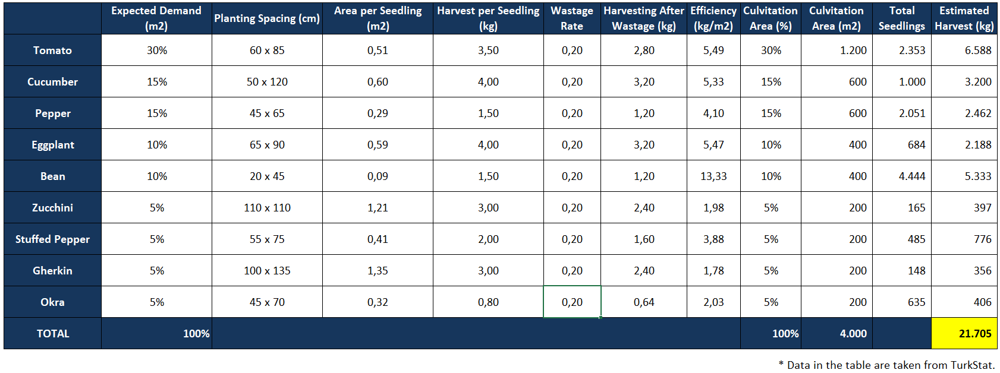 Expected Demand (m2) Planting Spacing (cm) Area per Seedling (m2) Harvest per Seedling (kg) Wastage Rate Harvesting After Wastage (kg) Efficiency (kg/m2) Culvitation Area (%) Culvitation Area (m2) Total Seedlings Estimated Harvest (kg)
Tomato 30% 60 x 85 0,51 3,50 0,20 2,80 5,49 30% 1.200 2.353 6.588
Cucumber 15% 50 x 120 0,60 4,00 0,20 3,20 5,33 15% 600 1.000 3.200
Pepper 15% 45 x 65 0,29 1,50 0,20 1,20 4,10 15% 600 2.051 2.462
Eggplant 10% 65 x 90 0,59 4,00 0,20 3,20 5,47 10% 400 684 2.188
Bean 10% 20 x 45 0,09 1,50 0,20 1,20 13,33 10% 400 4.444 5.333
Zucchini 5% 110 x 110 1,21 3,00 0,20 2,40 1,98 5% 200 165 397
Stuffed Pepper 5% 55 x 75 0,41 2,00 0,20 1,60 3,88 5% 200 485 776
Gherkin 5% 100 x 135 1,35 3,00 0,20 2,40 1,78 5% 200 148 356
Okra 5% 45 x 70 0,32 0,80 0,20 0,64 2,03 5% 200 635 406
TOTAL 100% 100% 4.000 21.705
* Data in the table are taken from TurkStat.